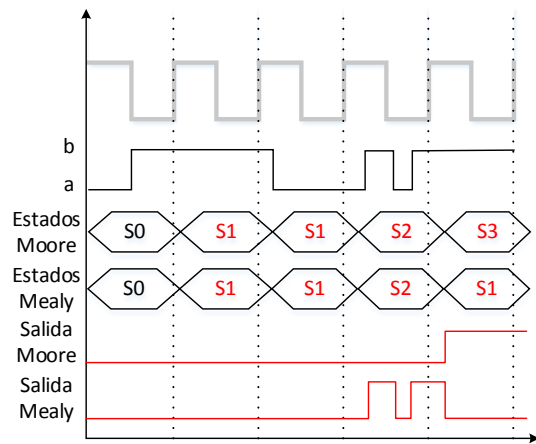 b
a
Estados
Moore
S0 S1 S1 S2 S3
Estados
Mealy
S0 S1 S1 S2 S1
Salida
Moore
Salida
Mealy